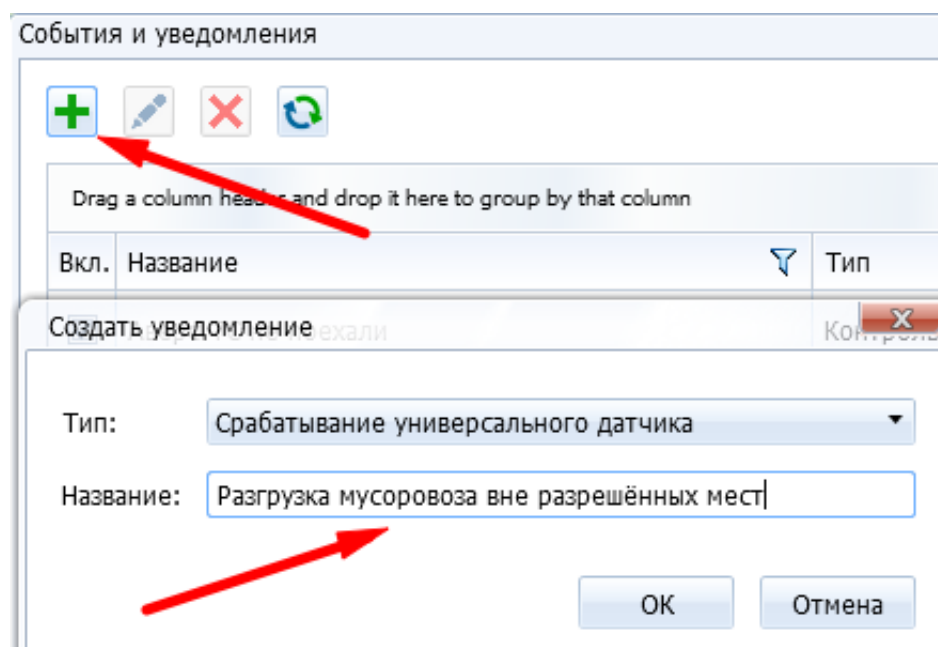 События и уведомления
Drag a column header and drop it here to group by that column
Вкл. Название Тип
Создать уведомление
Тип: Срабатывание универсального датчика
Название: Разгрузка мусоровоза вне разрешённых мест
ОК Отмена